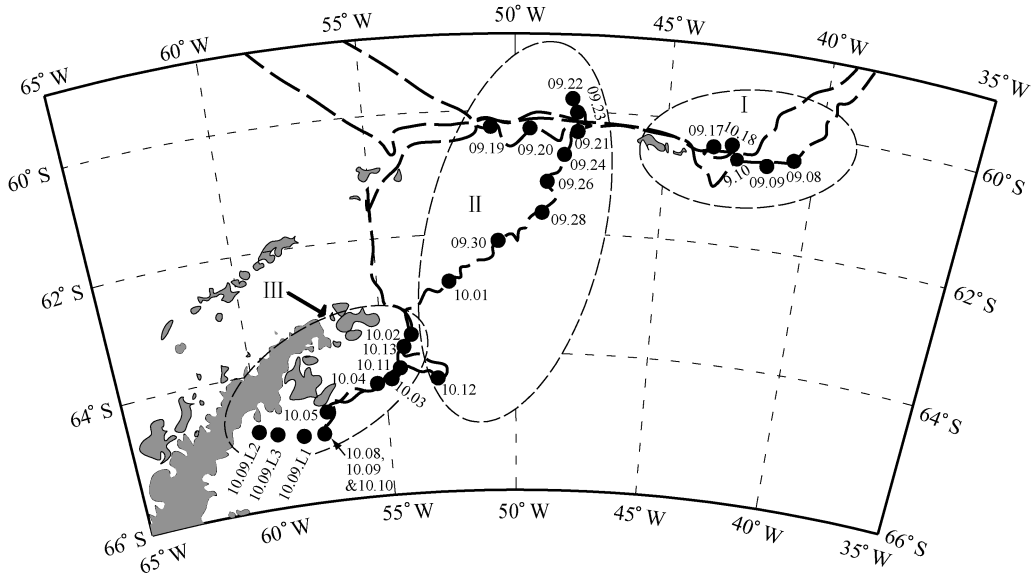 65° W
60° W
55° W
50° W
45° W
40° W
35° W
I
09.22
09.23
09.17
10.18
09.19
09.20
09.21
09.24
9.10
09.09
09.08
60° S
60° S
09.26
II
09.28
09.30
62° S
III
10.01
62° S
10.02
10.13
10.11
10.04
10.03
10.12
10.05
64° S
64° S
10.09.L2
10.09.L3
10.09.L1
10.08,
10.09
&10.10
66° S
65° W
60° W
55° W
50° W
45° W
40° W
35° W
66° S